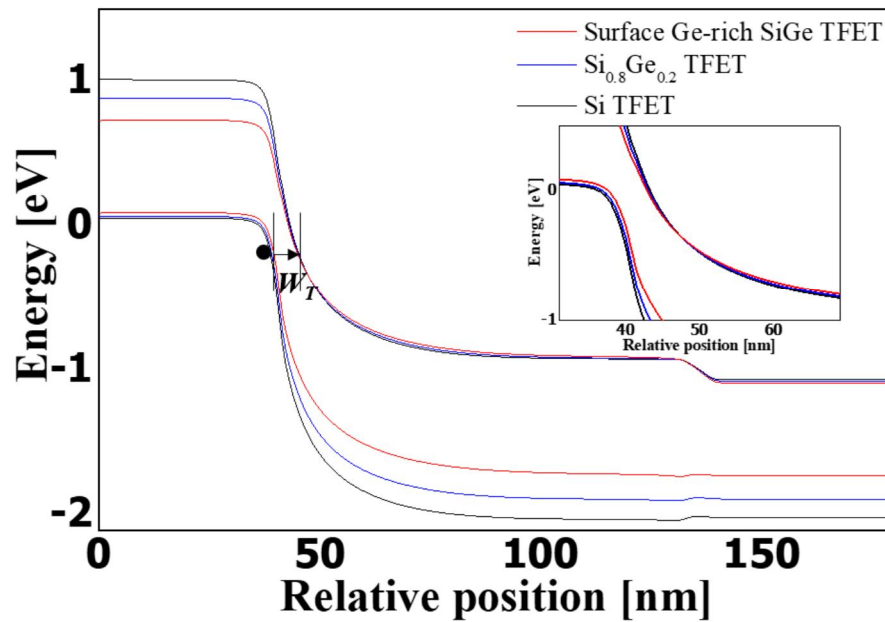 Surface Ge-rich SiGe TFET
Si0.8Ge0.2 TFET
Si TFET
1
0
-1
-2
Energy [eV]
WT
0
50
100
150
Relative position [nm]
0
-1
Energy [eV]
40
50
60
Relative position [nm]